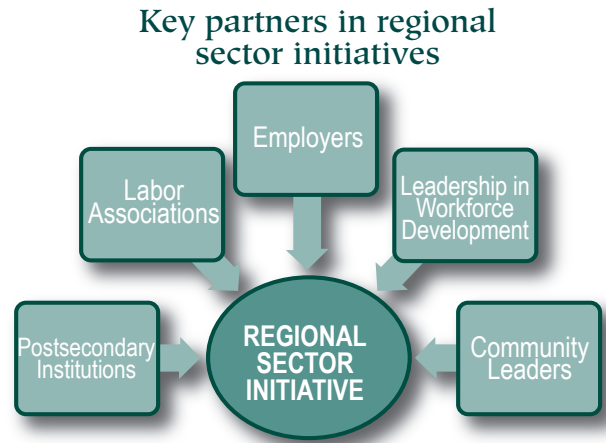 Key partners in regional
sector initiatives
Employers
Labor
Associations
Leadership in
Workforce
Development
Postsecondary
Institutions
REGIONAL
SECTOR
INITIATIVE
Community
Leaders